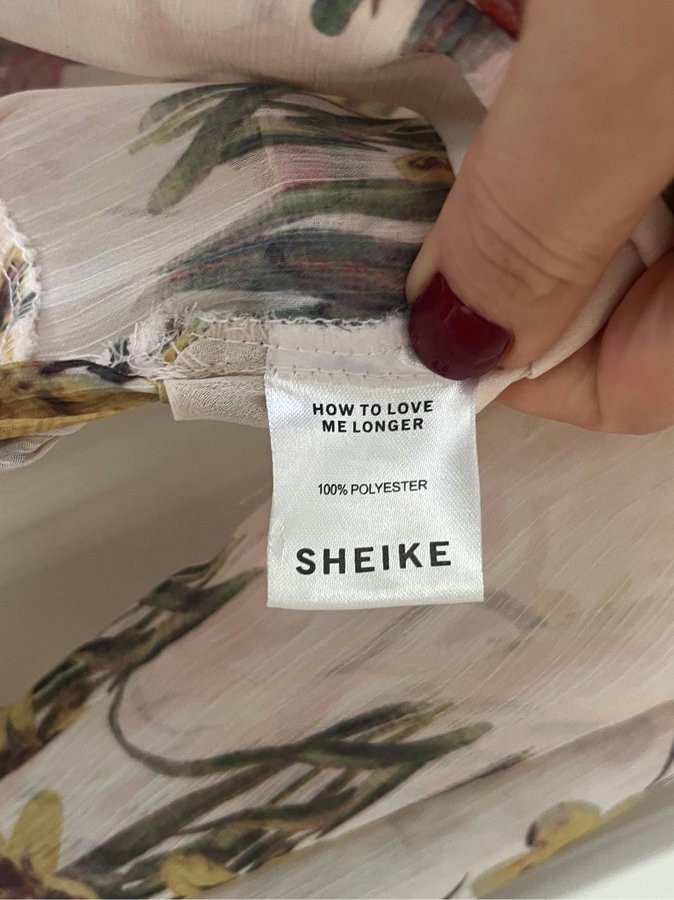 HOW TO LOVE
ME LONGER
100% POLYESTER
SHEIKE